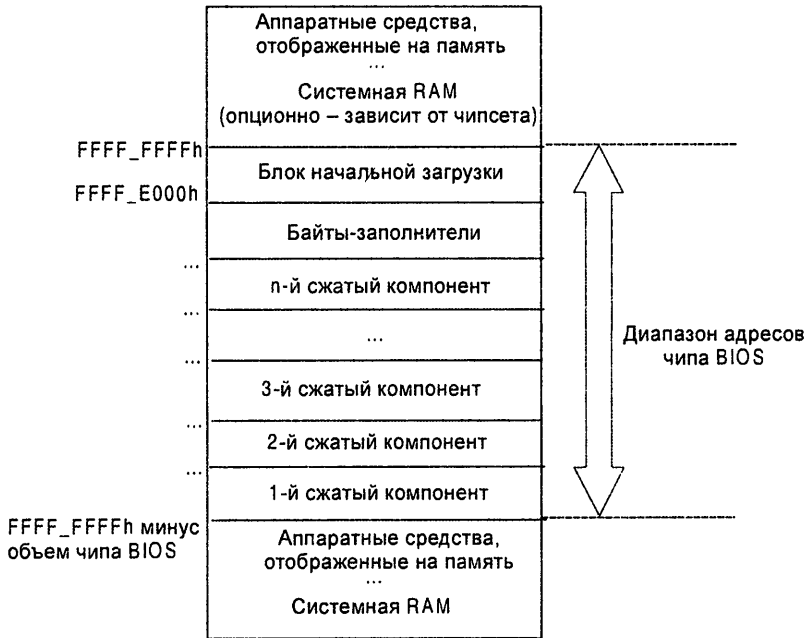 Аппаратные средства,
отображенные на память
...
Системная RAM
(опционно – зависит от чипсета)
FFFF_FFFFh
Блок начальной загрузки
FFFF_E000h
Байты-заполнители
...
n-й сжатый компонент
...
...
...
3-й сжатый компонент
...
2-й сжатый компонент
...
1-й сжатый компонент
Диапазон адресов
чипа BIOS
FFFF_FFFFh минус
объем чипа BIOS
Аппаратные средства,
отображенные на память
...
Системная RAM